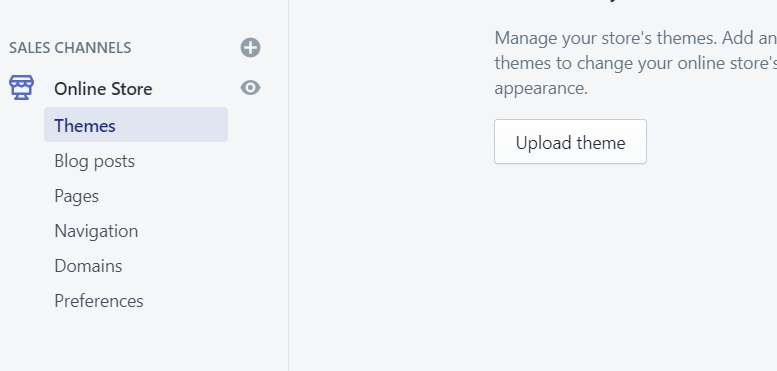 SALES CHANNELS
Online Store
Themes
Blog posts
Pages
Navigation
Domains
Preferences
Manage your store's themes. Add an
themes to change your online store's
appearance.
Upload theme